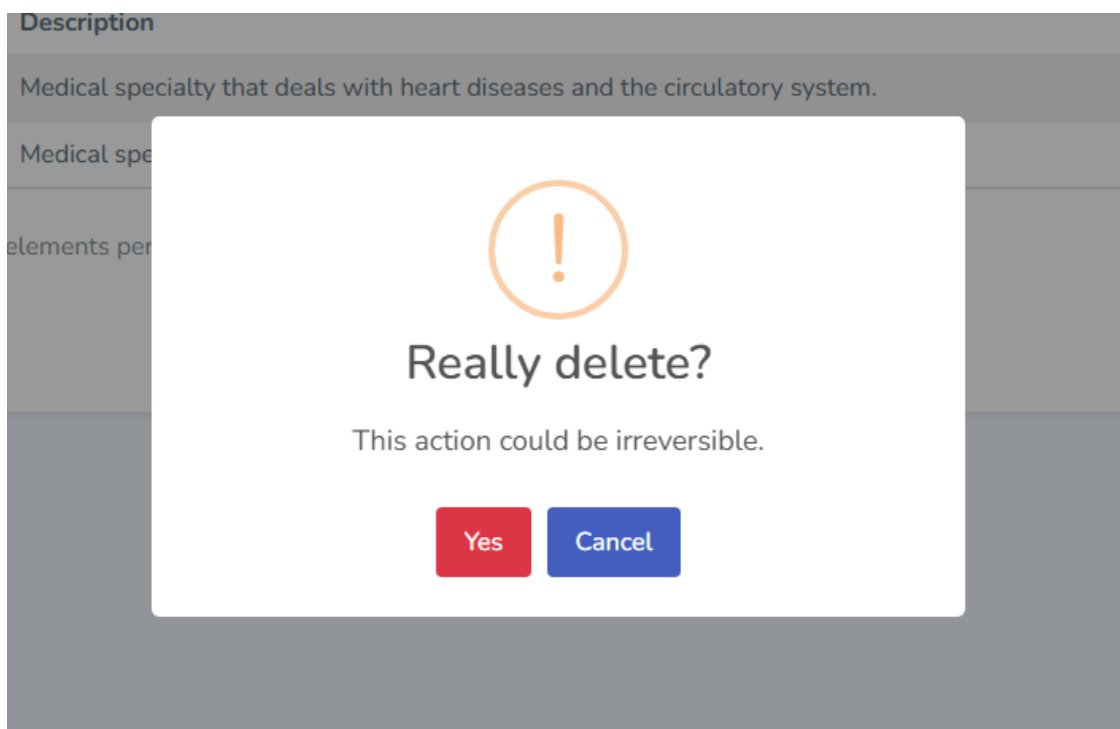 Description
Medical specialty that deals with heart diseases and the circulatory system.
Medical spe
elements per
!
Really delete?
This action could be irreversible.
Yes
Cancel